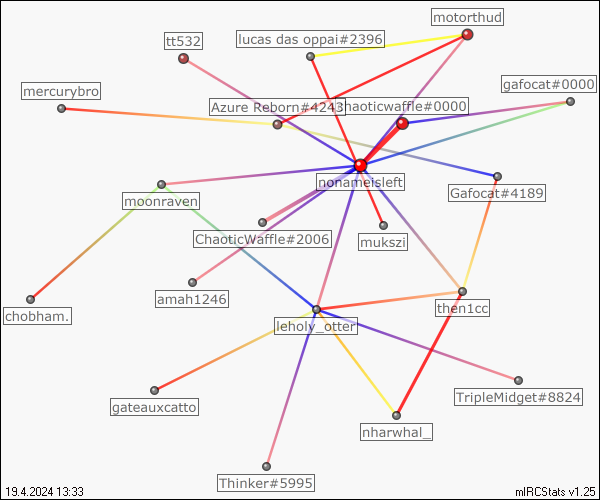 motorthud
tt532
lucas das oppai#2396
gafocat#0000
mercurybro
Azure Reborn#4243
chaoticwaffle#0000
nonameisleft
Gafocat#4189
moonraven
ChaoticWaffle#2006
mukszi
amah1246
then1cc
chobham.
leholy_otter
TripleMidget#8824
gateauxcatto
nharwhal_
Thinker#5995
19.4.2024 13:33
mIRCStats v1.25